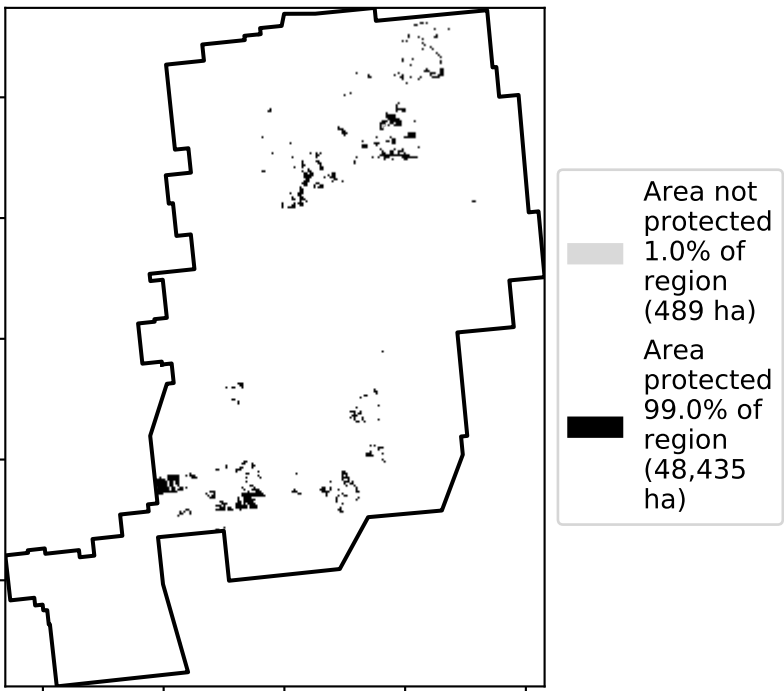 Area not
protected
1.0% of
region
(489 ha)
Area
protected
99.0% of
region
(48,435
ha)